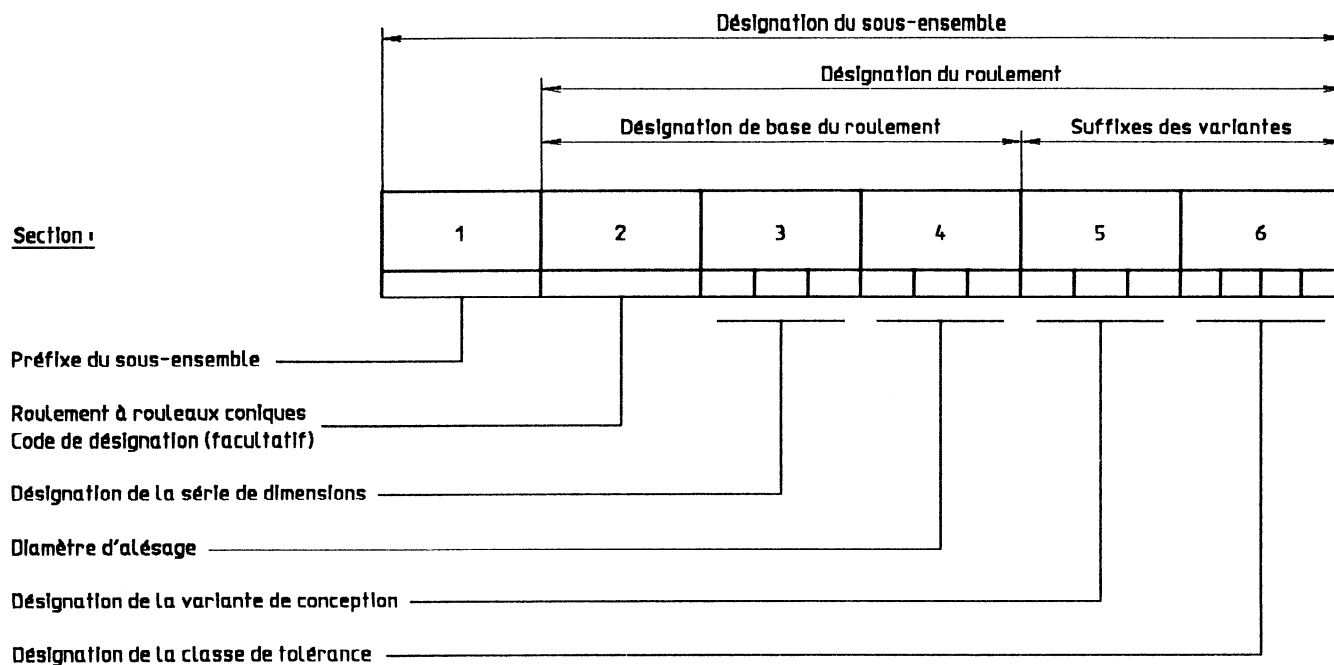 Désignation du sous-ensemble
Désignation du roulement
Désignation de base du roulement
Suffixes des variantes
Section :
1
2
3
4
5
6
Préfixe du sous-ensemble
Roulement à rouleaux coniques
Code de désignation (facultatif)
Désignation de la série de dimensions
Diamètre d'alésage
Désignation de la variante de conception
Désignation de la classe de tolérance